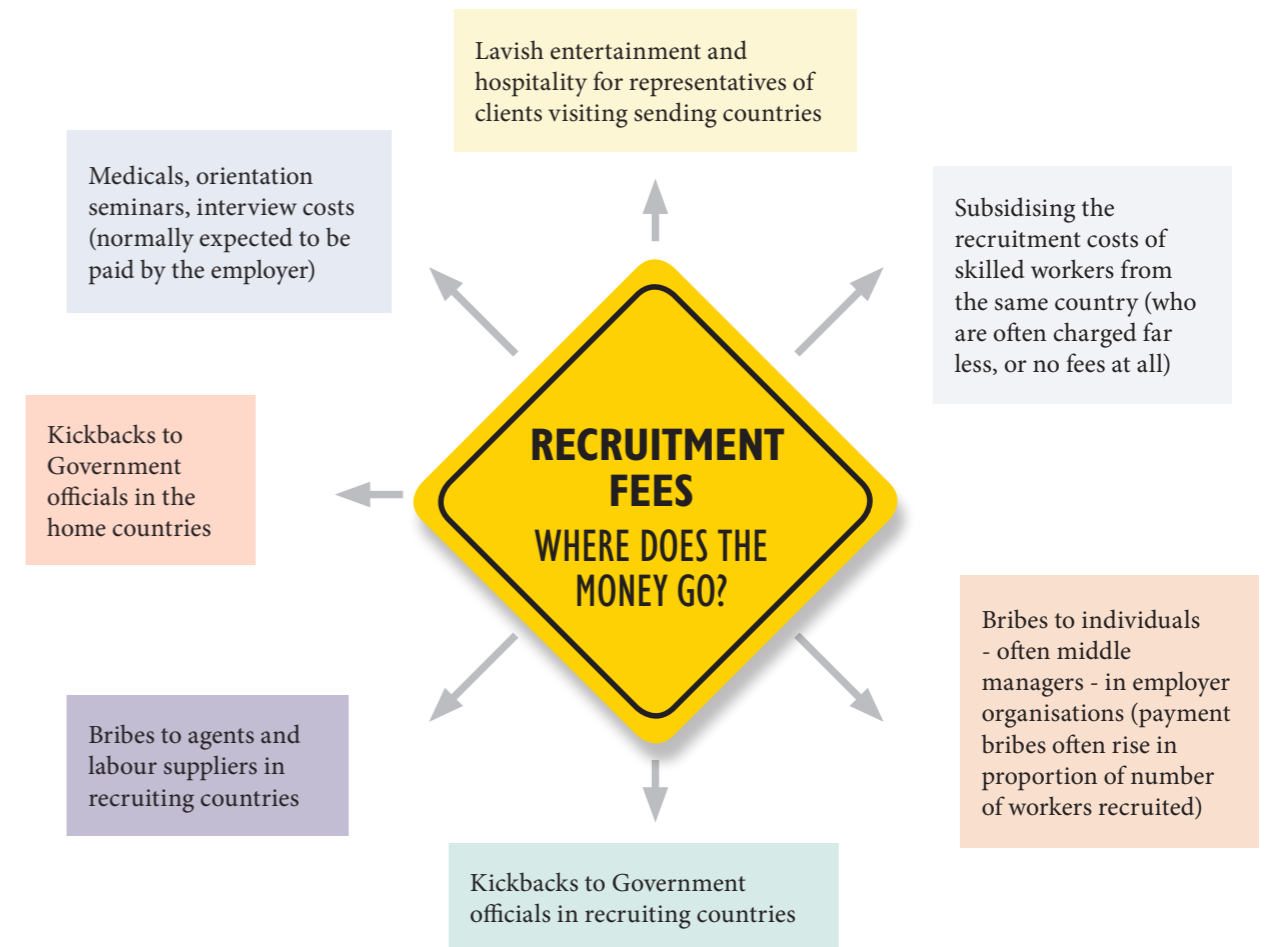 Lavish entertainment and
hospitality for representatives of
clients visiting sending countries
Medicals, orientation
seminars, interview costs
(normally expected to be
paid by the employer)
Subsidising the
recruitment costs of
skilled workers from
the same country (who
are often charged far
less, or no fees at all)
Kickbacks to
Government
officials in the
home countries
RECRUITMENT
FEES
WHERE DOES THE
MONEY GO?
Bribes to individuals
- often middle
managers - in employer
organisations (payment
bribes often rise in
proportion of number
of workers recruited)
Bribes to agents and
labour suppliers in
recruiting countries
Kickbacks to Government
officials in recruiting countries